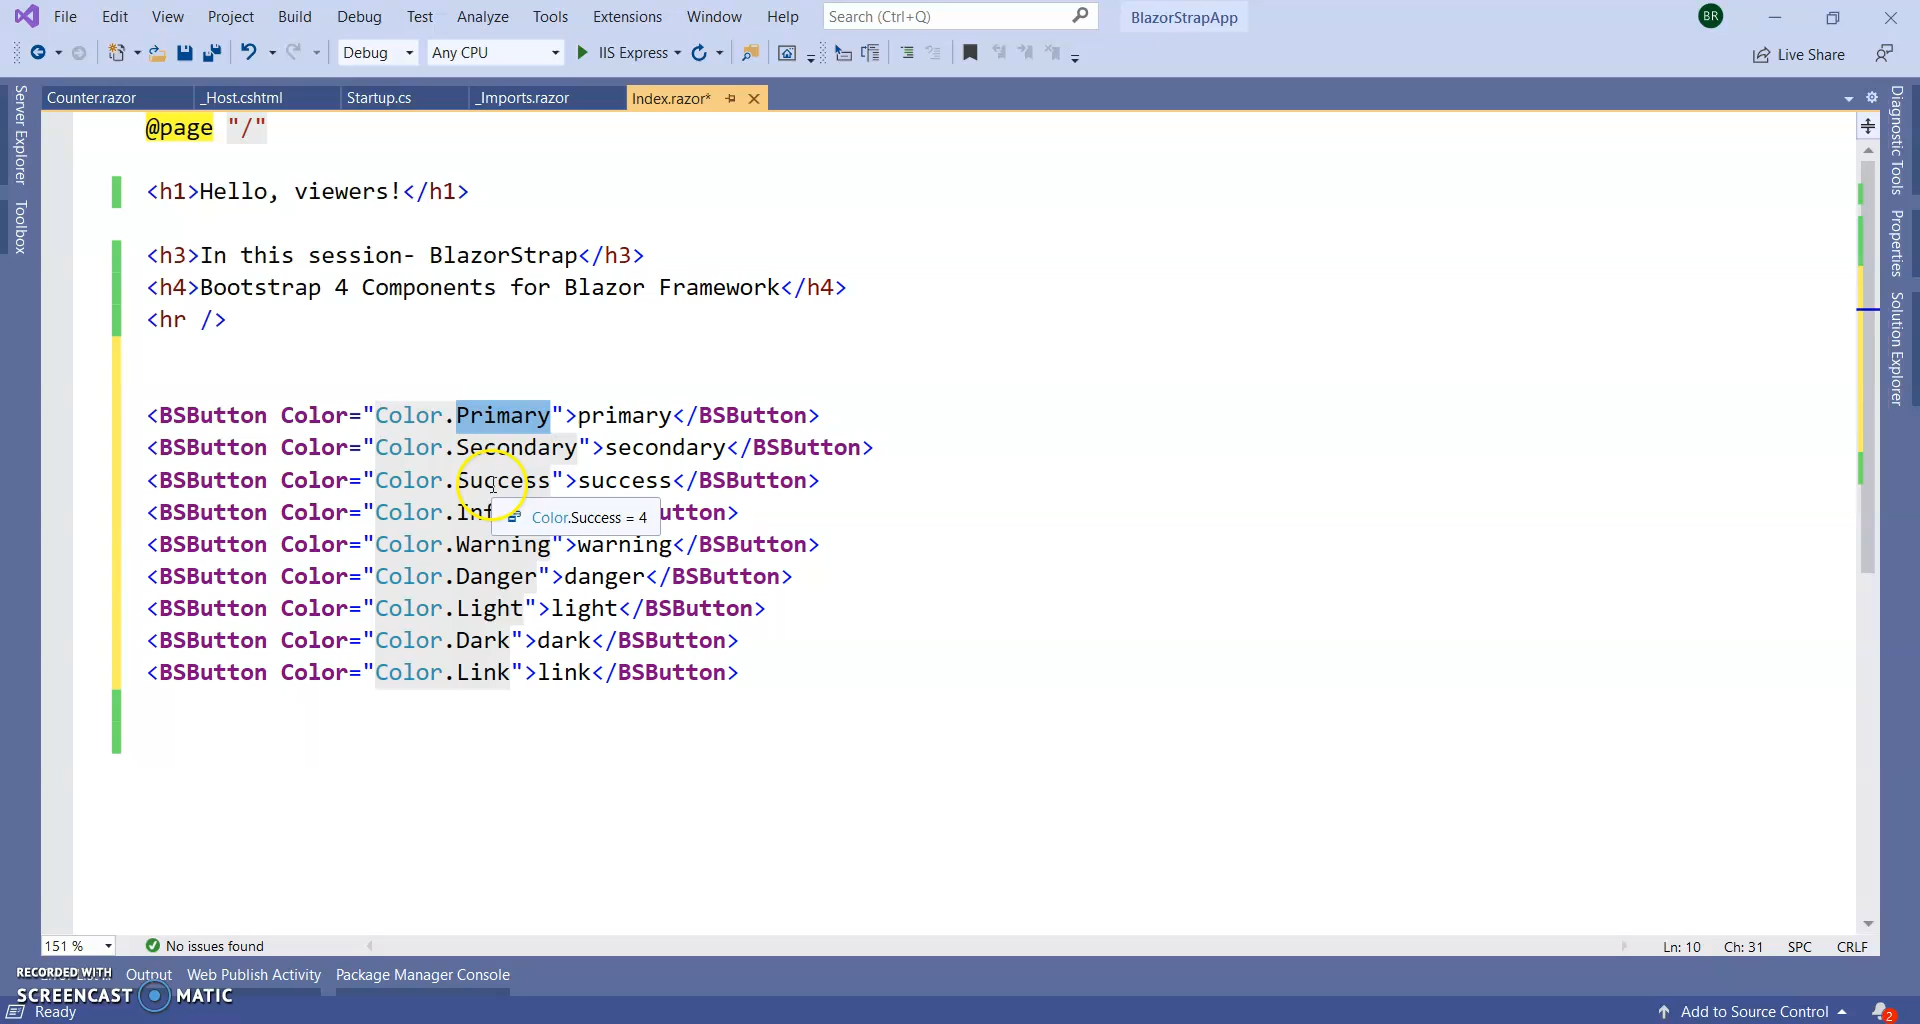 File Edit View Project Build Debug Test Analyze Tools Extensions Window Help Search (Ctrl+Q) BlazorStrapApp BR
Debug Any CPU IIS Express Live Share
Counter.razor _Host.cshtml Startup.cs _Imports.razor Index.razor*
Server Explorer
Toolbox
@page "/"
<h1>Hello, viewers!</h1>
<h3>In this session- BlazorStrap</h3>
<h4>Bootstrap 4 Components for Blazor Framework</h4>
<hr />
<BSButton Color="Color.Primary">primary</BSButton>
<BSButton Color="Color.Secondary">secondary</BSButton>
<BSButton Color="Color.Success">success</BSButton>
<BSButton Color="Color.Inf Color.Success = 4 utton>
<BSButton Color="Color.Warning">warning</BSButton>
<BSButton Color="Color.Danger">danger</BSButton>
<BSButton Color="Color.Light">light</BSButton>
<BSButton Color="Color.Dark">dark</BSButton>
<BSButton Color="Color.Link">link</BSButton>
Diagnostic Tools
Properties
Solution Explorer
151 % No issues found Ln: 10 Ch: 31 SPC CRLF
RECORDED WITH Output Web Publish Activity Package Manager Console
SCREENCAST MATIC
Ready Add to Source Control 2